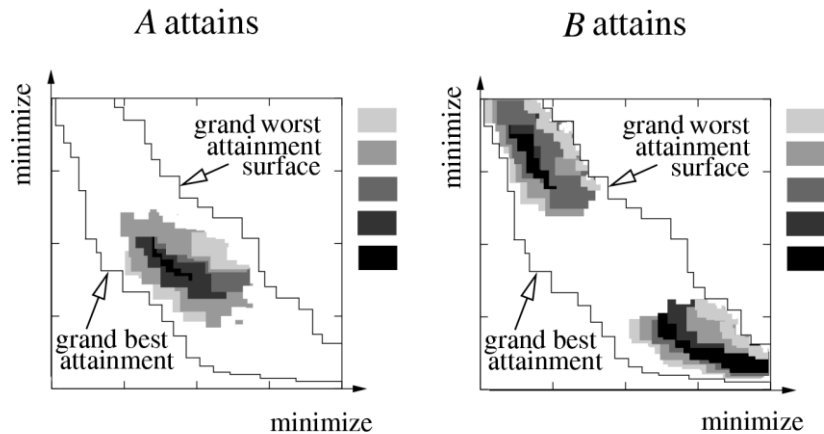 A attains
minimize
grand worst
attainment
surface
grand best
attainment
minimize
B attains
minimize
grand worst
attainment
surface
grand best
attainment
minimize